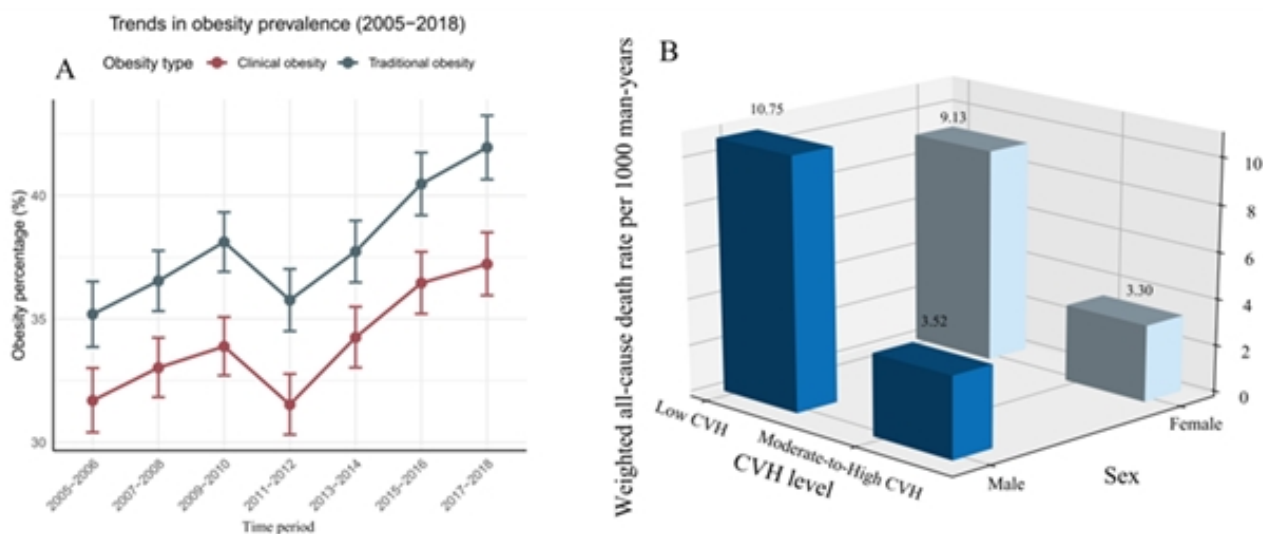 Trends in obesity prevalence (2005−2018)
A
Obesity type Clinical obesity Traditional obesity
Obesity percentage (%)
40
35
30
2005−2006
2007−2008
2009−2010
2011−2012
2013−2014
2015−2016
2017−2018
Time period
B
Weighted all-cause death rate per 1000 man-years
10.75
9.13
3.52
3.30
10
8
6
4
2
0
Low CVH
Moderate-to-High CVH
CVH level
Male
Female
Sex